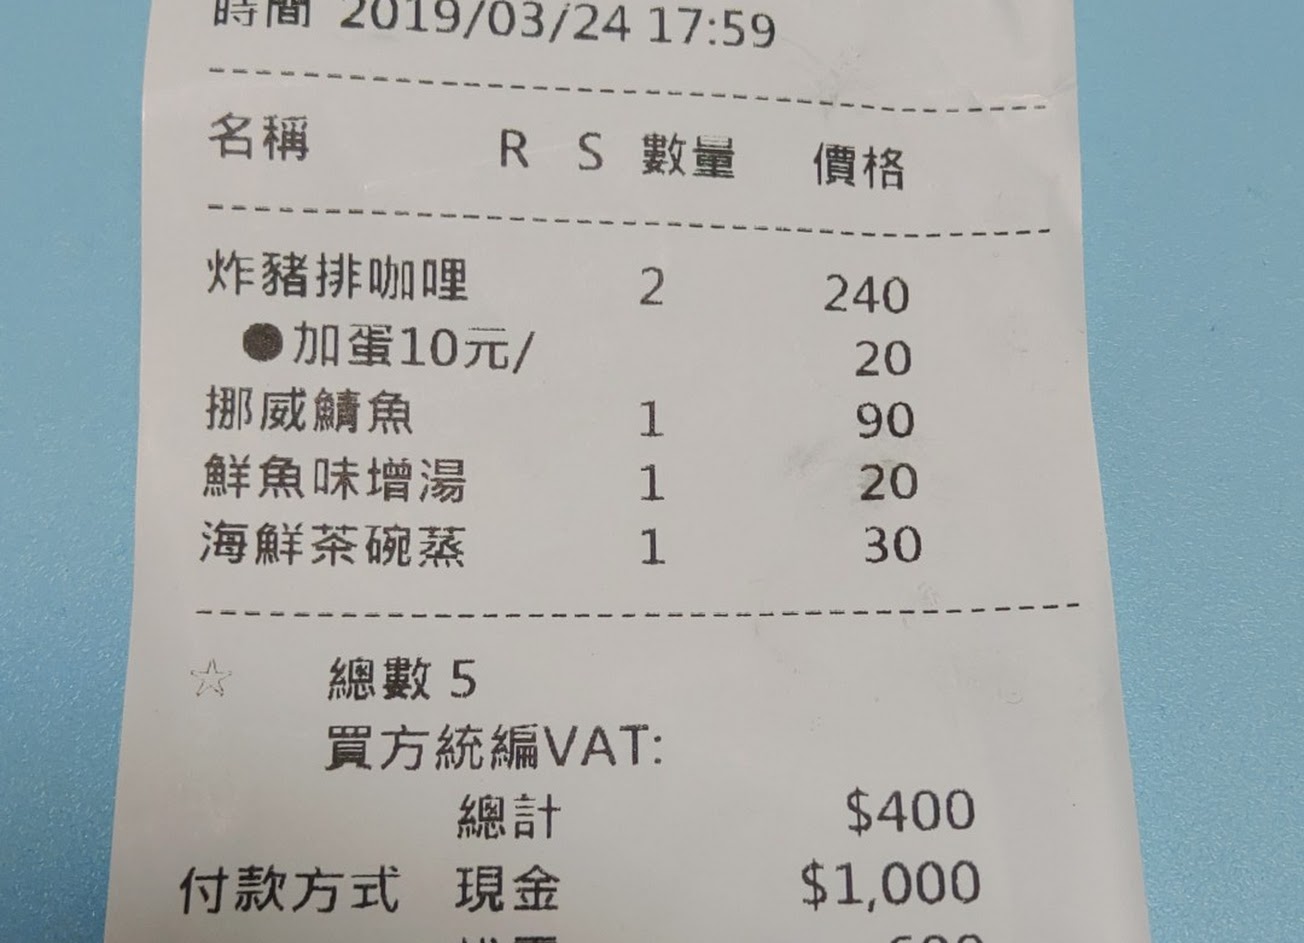 時間 2019/03/24 17:59
名稱 R S 數量 價格
炸豬排咖哩 2 240
●加蛋10元/ 20
挪威鯖魚 1 90
鮮魚味增湯 1 20
海鮮茶碗蒸 1 30
☆ 總數 5
買方統編VAT:
總計 $400
付款方式 現金 $1,000